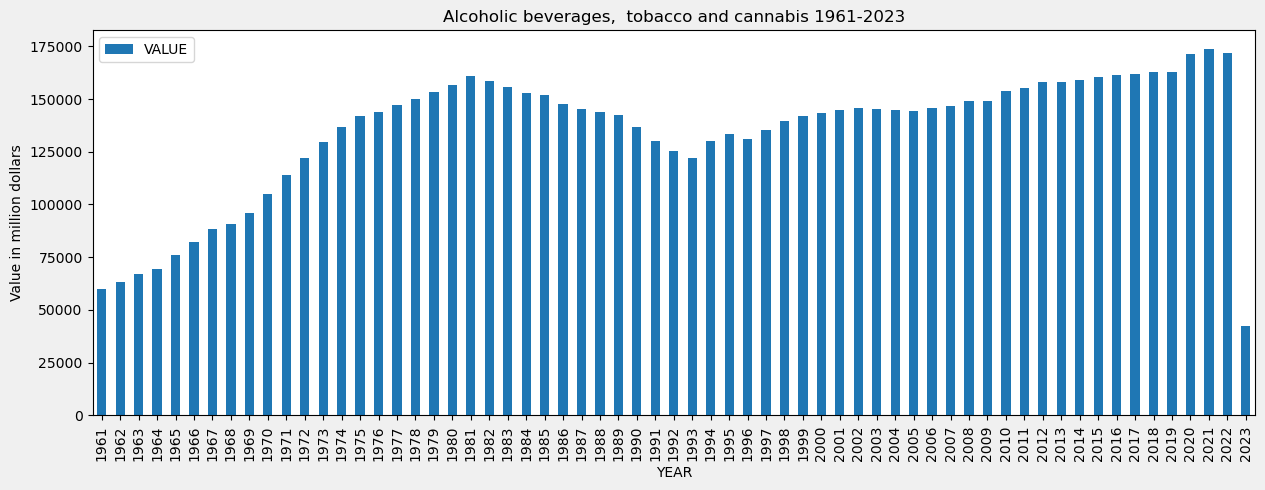 Alcoholic beverages,  tobacco and cannabis 1961-2023
VALUE
Value in million dollars
175000
150000
125000
100000
75000
50000
25000
0
1961 1962 1963 1964 1965 1966 1967 1968 1969 1970 1971 1972 1973 1974 1975 1976 1977 1978 1979 1980 1981 1982 1983 1984 1985 1986 1987 1988 1989 1990 1991 1992 1993 1994 1995 1996 1997 1998 1999 2000 2001 2002 2003 2004 2005 2006 2007 2008 2009 2010 2011 2012 2013 2014 2015 2016 2017 2018 2019 2020 2021 2022 2023
YEAR